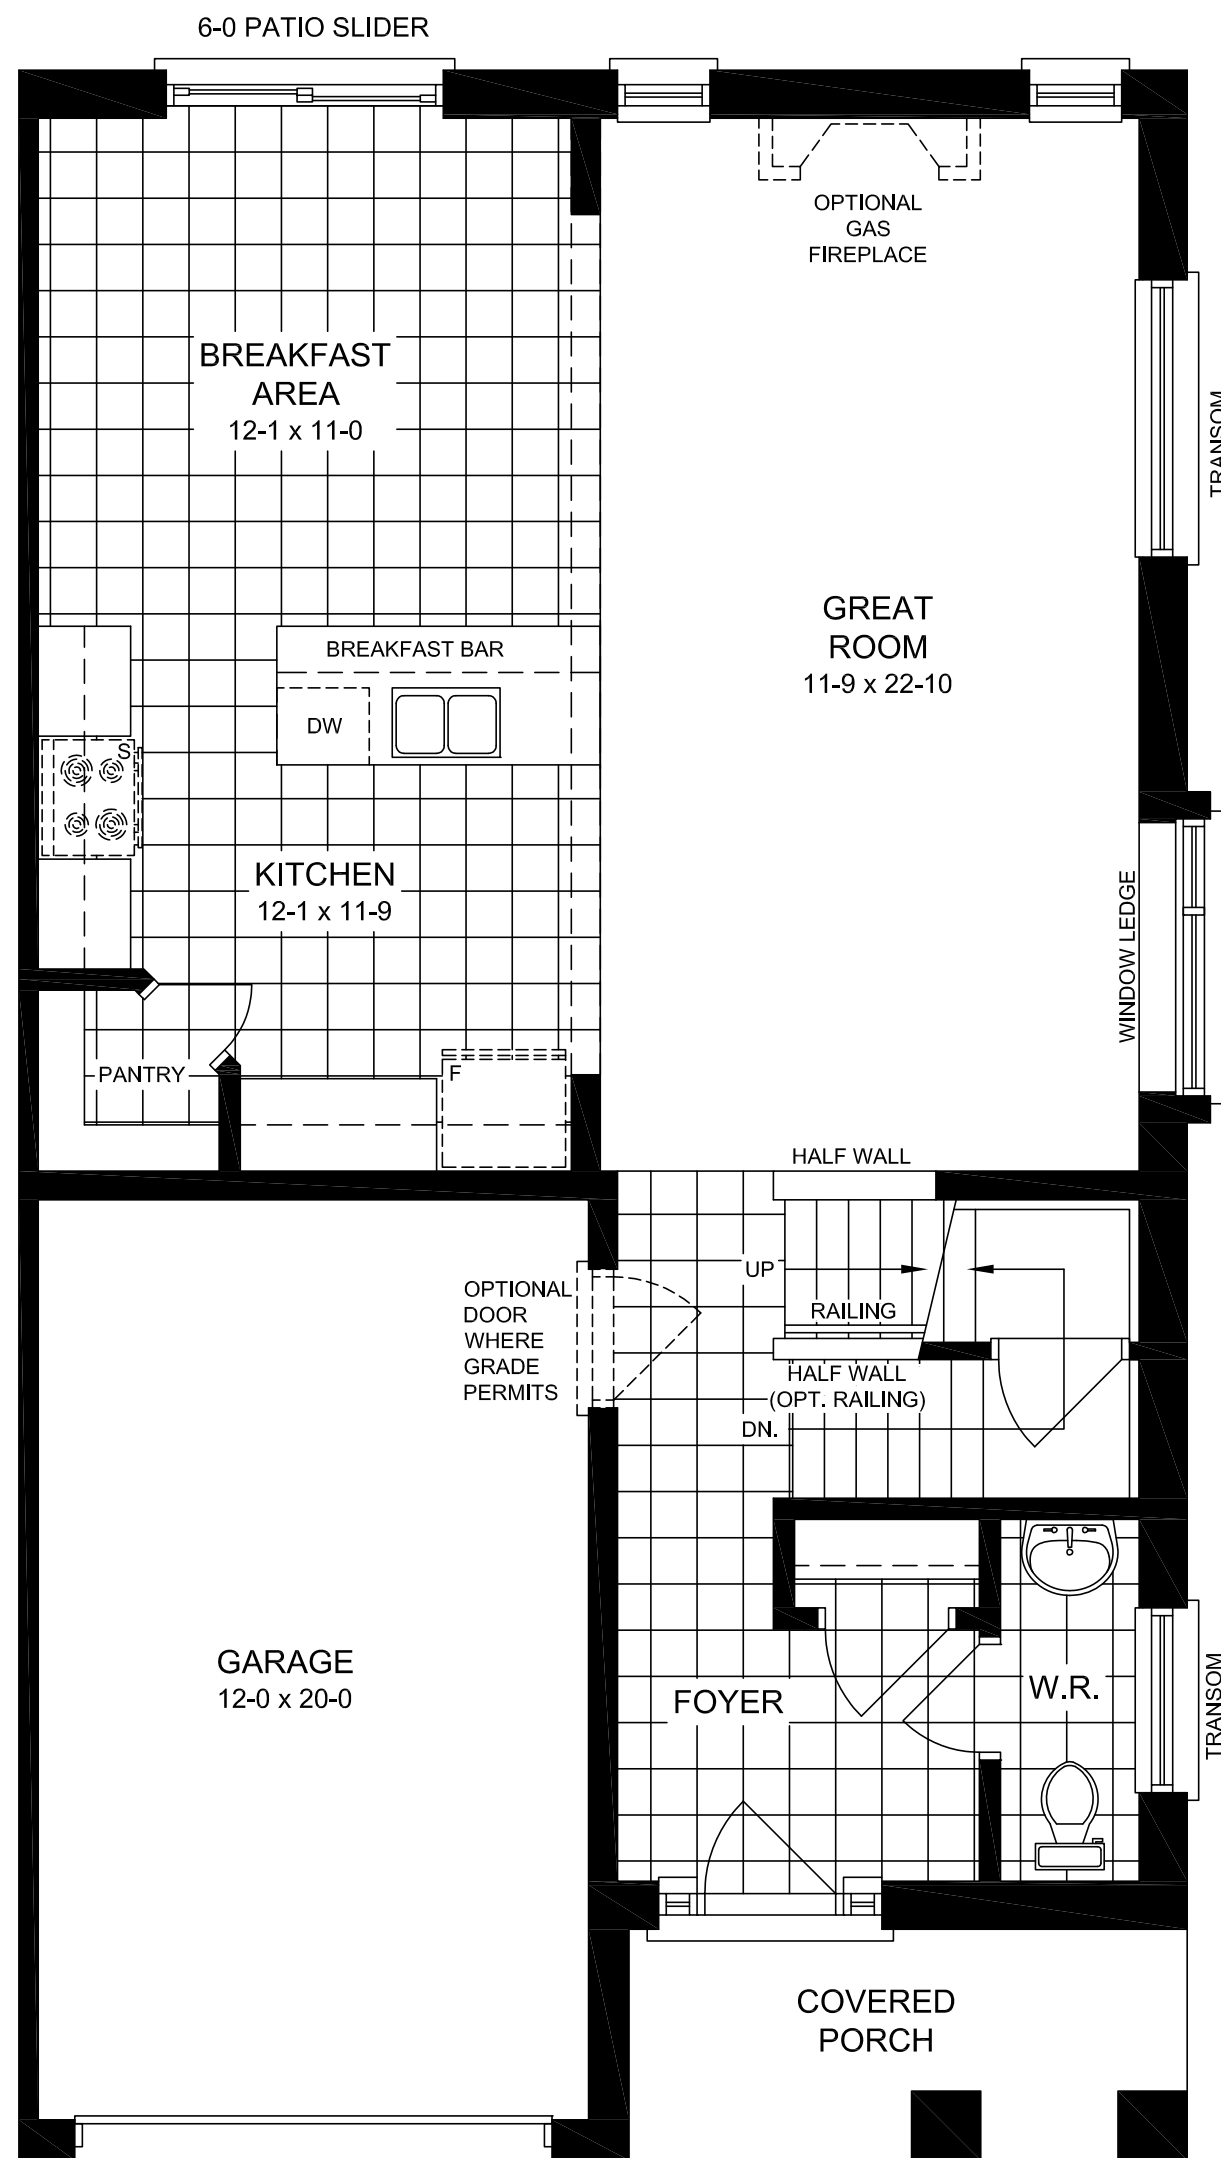 6-0 PATIO SLIDER
OPTIONAL
GAS
FIREPLACE
BREAKFAST
AREA
12-1 x 11-0
TRANSOM
GREAT
ROOM
11-9 x 22-10
BREAKFAST BAR
DW
S
KITCHEN
12-1 x 11-9
WINDOW LEDGE
PANTRY
F
HALF WALL
UP
RAILING
OPTIONAL
DOOR
WHERE
GRADE
PERMITS
HALF WALL
(OPT. RAILING)
DN.
GARAGE
12-0 x 20-0
FOYER
W.R.
TRANSOM
COVERED
PORCH